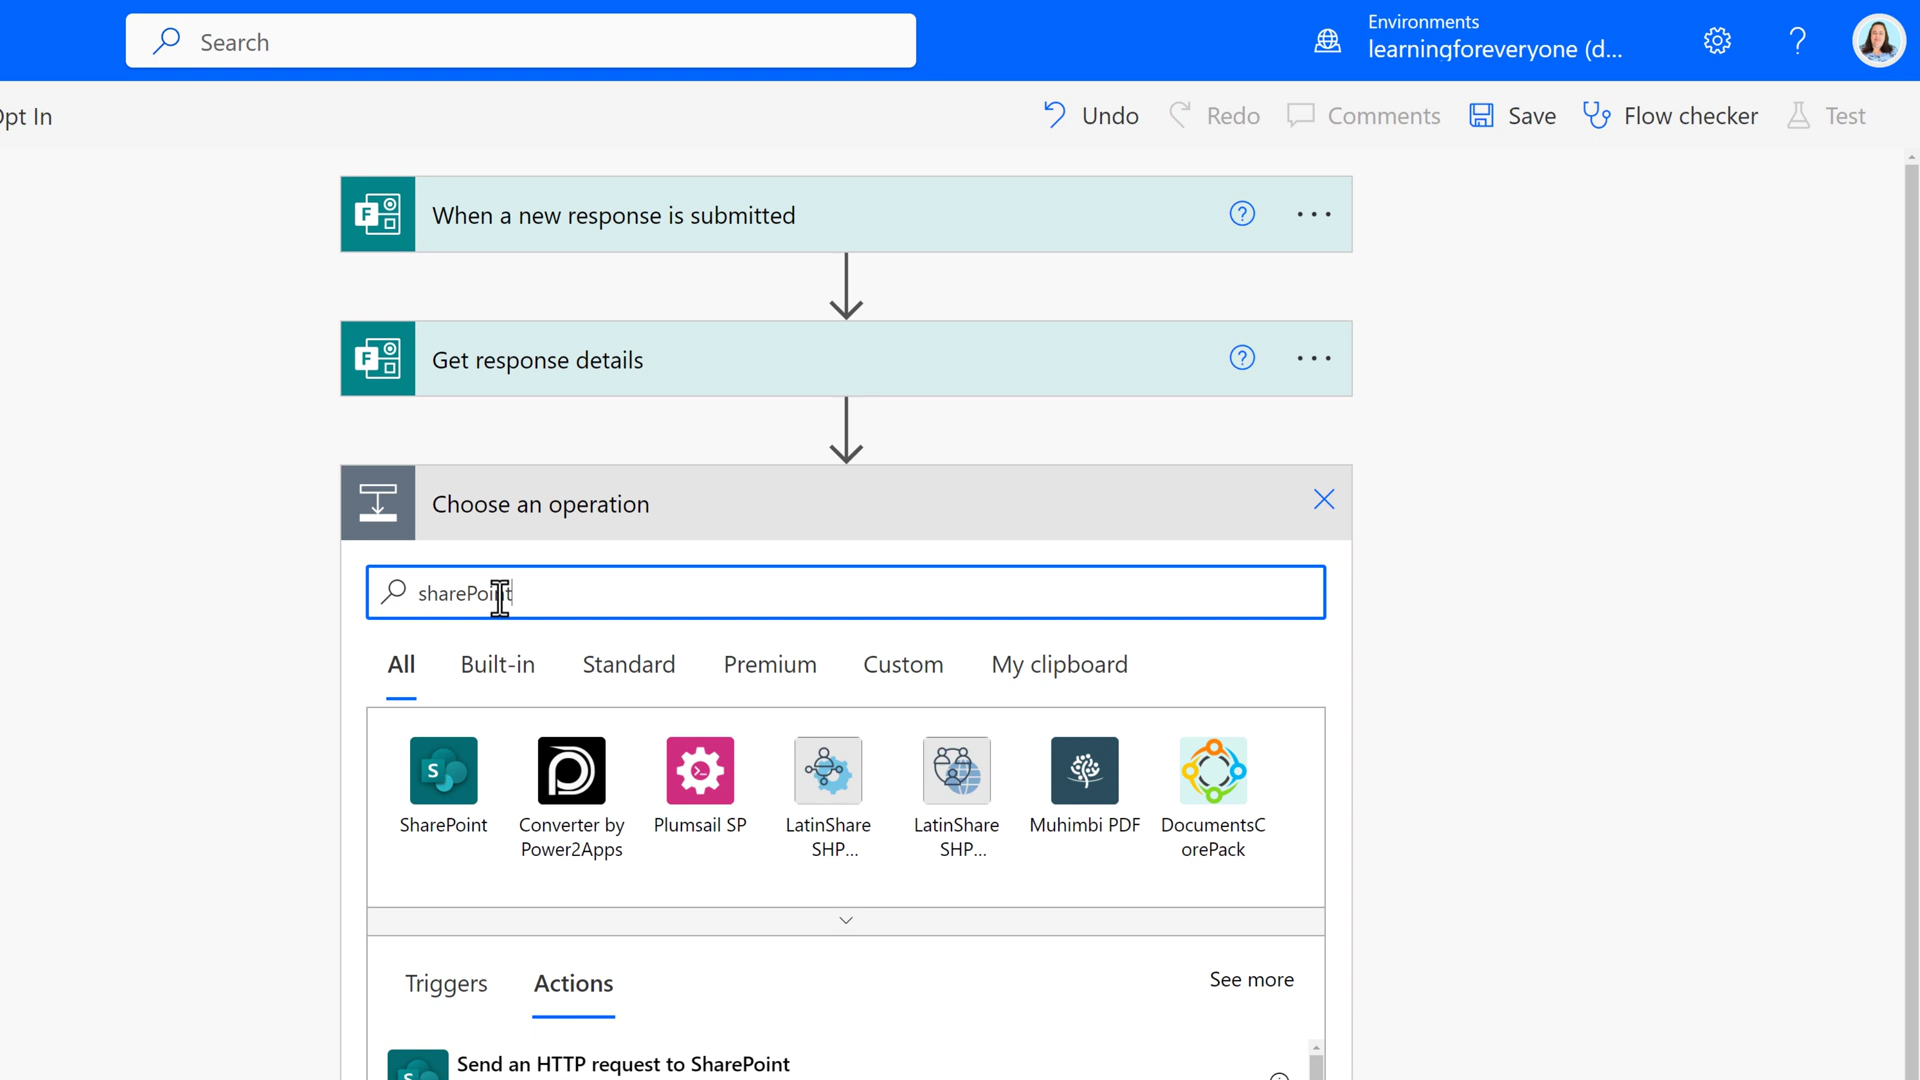 Search
Environments
learningforeveryone (d...
Opt In
Undo
Redo
Comments
Save
Flow checker
Test
When a new response is submitted
Get response details
Choose an operation
sharePoint
All
Built-in
Standard
Premium
Custom
My clipboard
SharePoint
Converter by
Power2Apps
Plumsail SP
LatinShare
SHP...
LatinShare
SHP...
Muhimbi PDF
DocumentsC
orePack
Triggers
Actions
See more
Send an HTTP request to SharePoint